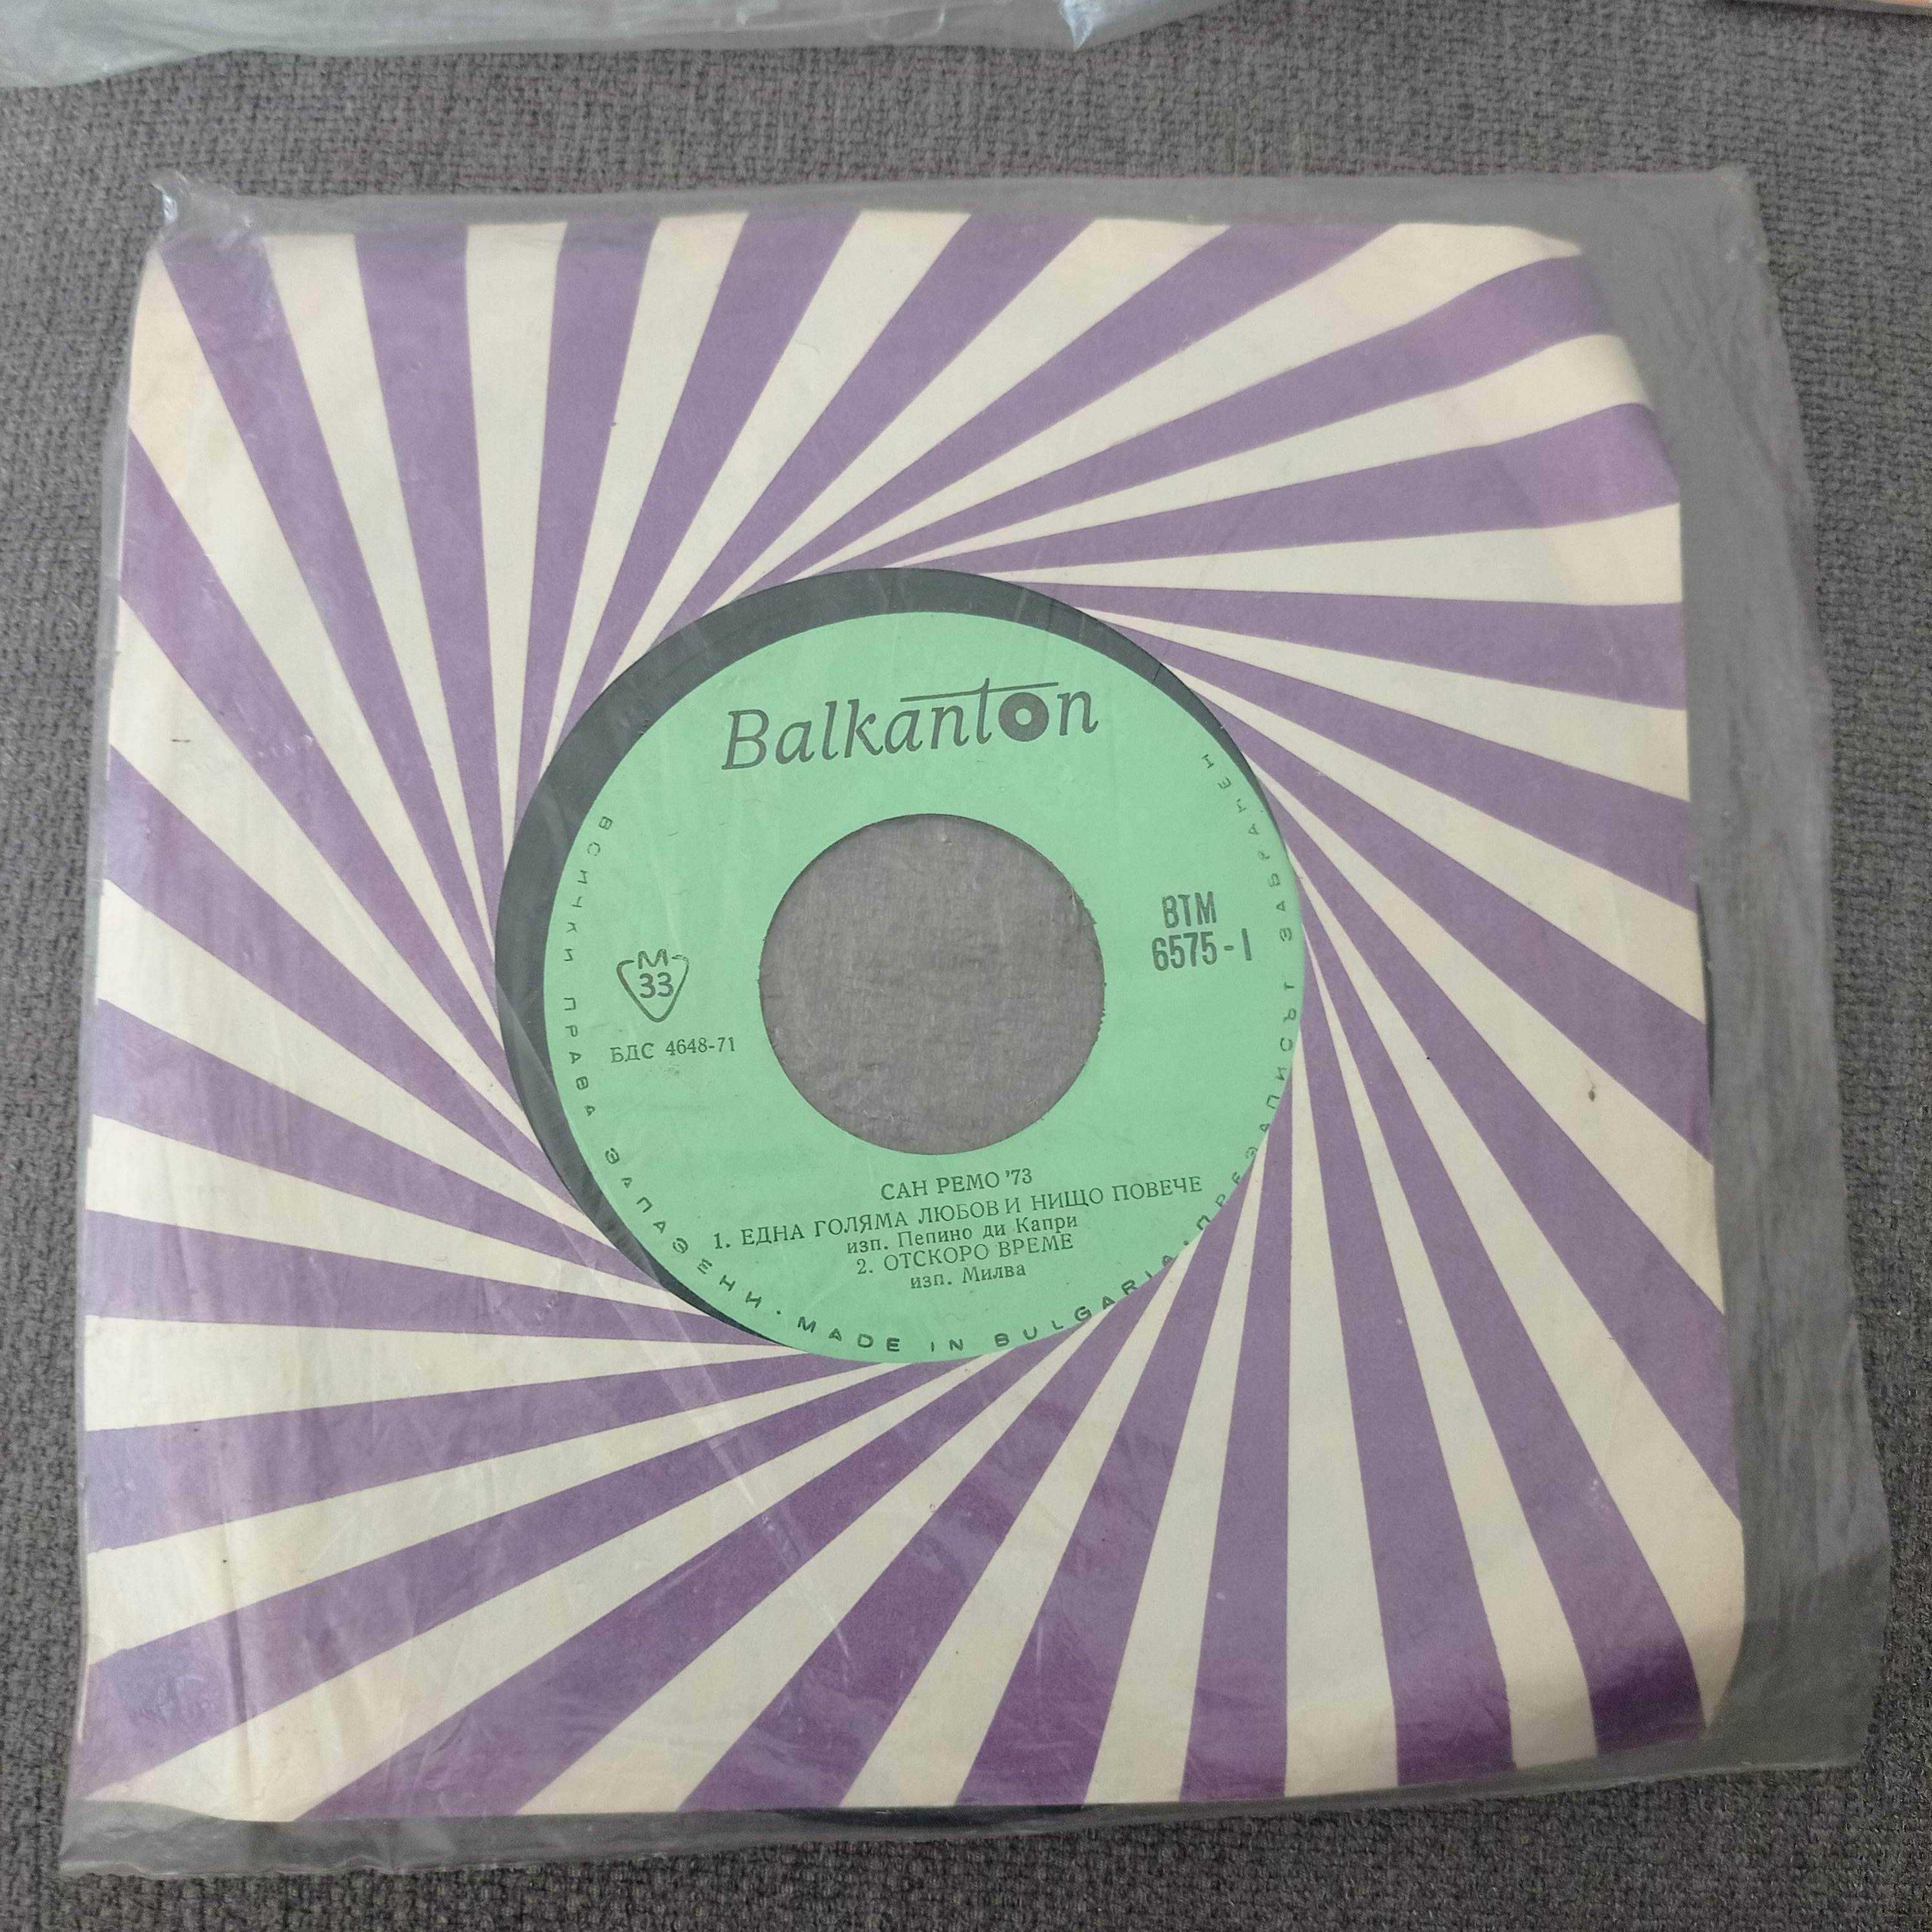 Balkanton
ВТМ
6575-I
М
33
БДС 4648-71
САН РЕМО '73
1. ЕДНА ГОЛЯМА ЛЮБОВ И НИЩО ПОВЕЧЕ
изп. Пепино ди Капри
2. ОТСКОРО ВРЕМЕ
изп. Милва
ВСИЧКИ ПРАВА ЗАПАЗЕНИ · MADE IN BULGARIA · ПРЕЗАПИСЪТ ЗАБРАНЕН